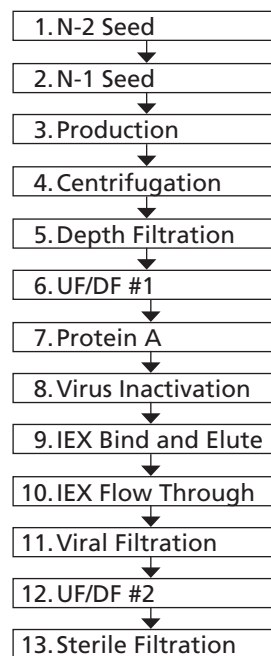 1. N-2 Seed
2. N-1 Seed
3. Production
4. Centrifugation
5. Depth Filtration
6. UF/DF #1
7. Protein A
8. Virus Inactivation
9. IEX Bind and Elute
10. IEX Flow Through
11. Viral Filtration
12. UF/DF #2
13. Sterile Filtration